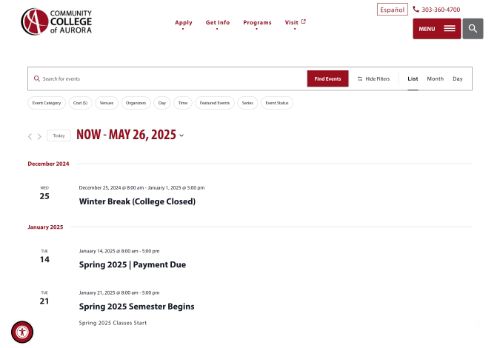 COMMUNITY
COLLEGE
OF AURORA
Apply
Get Info
Programs
Visit
Español
303-360-4700
MENU
Search for events
Find Events
Hide Filters
List
Month
Day
Event Category
Cost ($)
Venues
Organizers
Day
Time
Featured Events
Series
Event Status
Today
NOW - MAY 26, 2025
December 2024
WED
25
December 25, 2024 @ 8:00 am - January 1, 2025 @ 5:00 pm
Winter Break (College Closed)
January 2025
TUE
14
January 14, 2025 @ 8:00 am - 5:00 pm
Spring 2025 | Payment Due
TUE
21
January 21, 2025 @ 8:00 am - 5:00 pm
Spring 2025 Semester Begins
Spring 2025 Classes Start